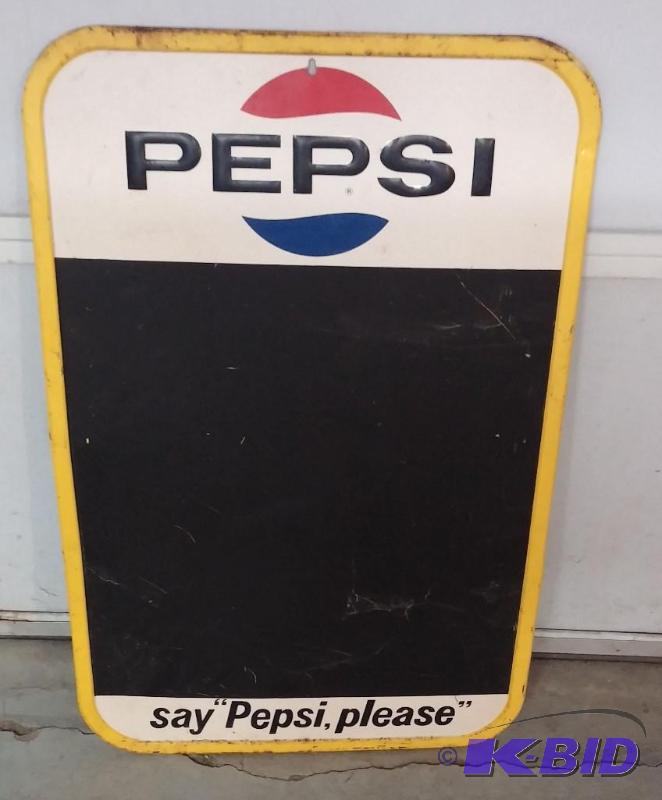 PEPSI
®
say "Pepsi, please"
© K-BID